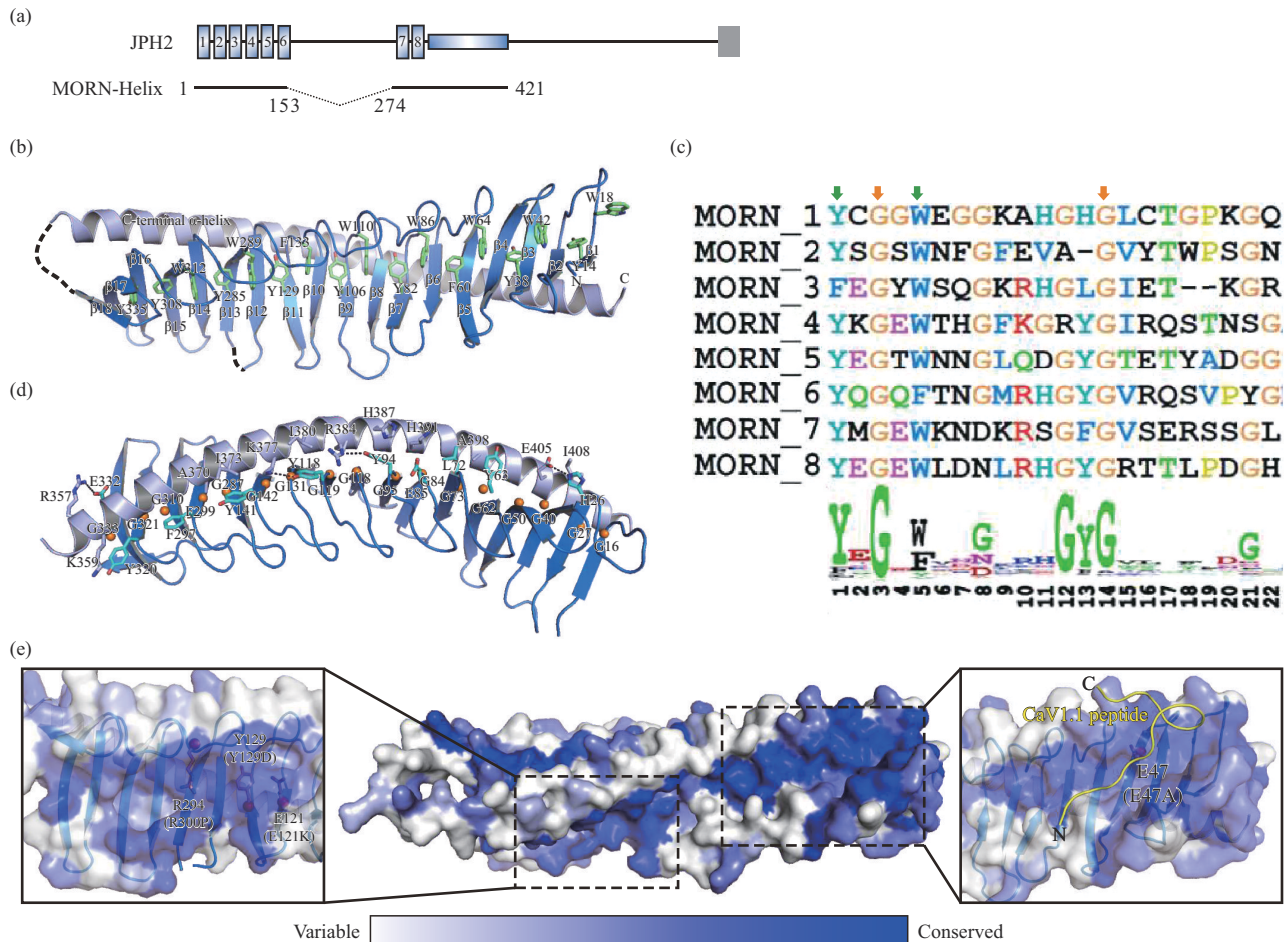 (a)
JPH2
1 2 3 4 5 6 7 8
MORN-Helix 1 421
153 274
(b)
C-terminal α-helix
W18
W110 W86 W64 W42
W289 F133
β16 W312 β4 β3 β1
β17 Y14
β2 N C
Y335 Y308 Y285 Y129 β10 Y106 β8 Y82 β6 F60 Y38
β18 β15 β14 β13 β12 β11 β9 β7 β5
(c)
MORN_1 YCGGWEGGKAHGHGLCTGPKGQ
MORN_2 YSGSWNFGFEVA-GVYTWPSGN
MORN_3 FEGYWSQGKRHGLGIET--KGR
MORN_4 YKGEWTHGFKGRYGIRQSTNSG
MORN_5 YEGTWNNGLQDGYGTETYADGG
MORN_6 YQGQFTNGMRHGYGVRQSVPYG
MORN_7 YMGEWKNDKRSGFGVSERSSGL
MORN_8 YEGEWLDNLRHGYGRTTLPDGH
1 2 3 4 5 6 7 8 9 10 11 12 13 14 15 16 17 18 19 20 21 22
(d)
H387
I380 R384 H391
K377 A398 E405
I373 Y118 Y94 L72 Y63 I408
A370
E332 G287 G131 G118 G84
R357 G142 G119 G95 E85 G73 H26
G310 E299 G62 G50 G40
G321 Y141 G27
G333 F297 G16
K359 Y320
(e)
Y129
(Y129D)
R294
(R300P)
E121
(E121K)
C
CaV1.1 peptide
E47
(E47A)
N
Variable Conserved